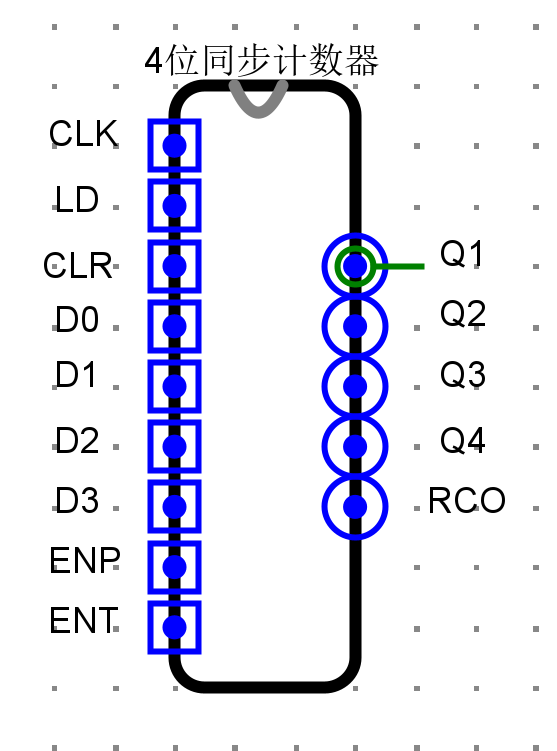 4位同步计数器
CLK
LD
CLR
D0
D1
D2
D3
ENP
ENT
Q1
Q2
Q3
Q4
RCO